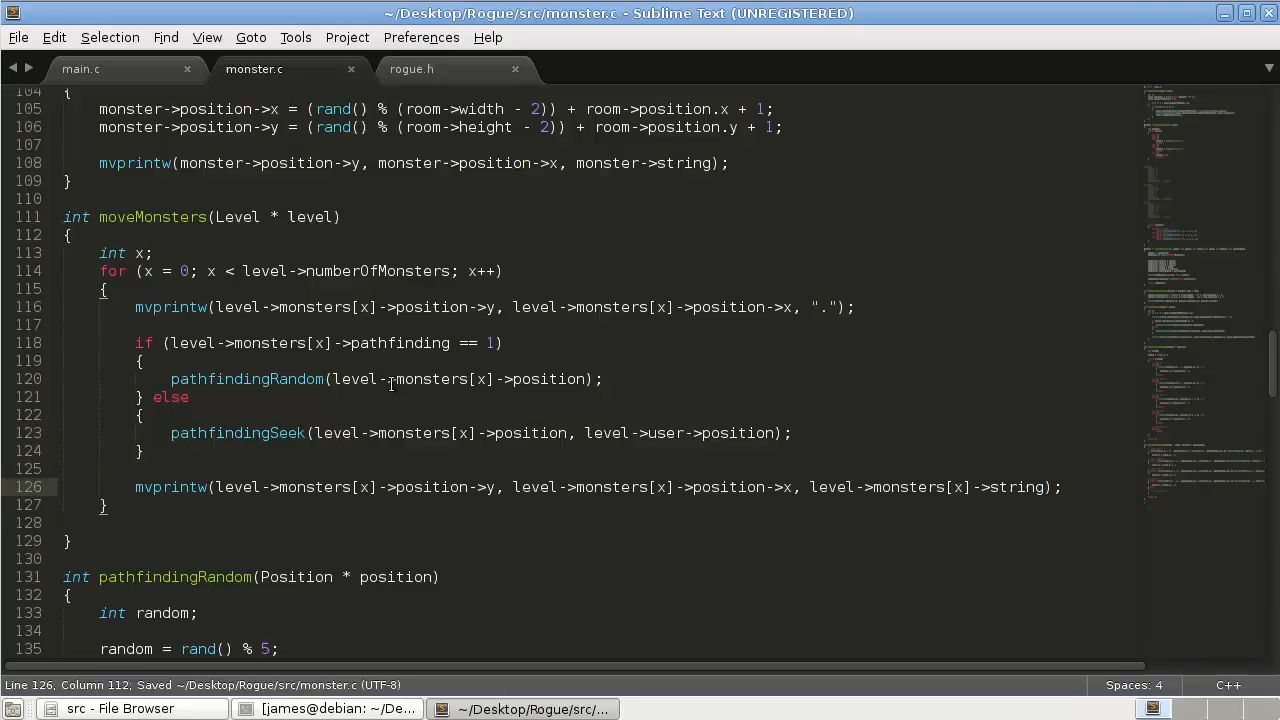 ~/Desktop/Rogue/src/monster.c - Sublime Text (UNREGISTERED)
File Edit Selection Find View Goto Tools Project Preferences Help
main.c × monster.c × rogue.h ×
104 {
105 monster->position->x = (rand() % (room->width - 2)) + room->position.x + 1;
106 monster->position->y = (rand() % (room->height - 2)) + room->position.y + 1;
107
108 mvprintw(monster->position->y, monster->position->x, monster->string);
109 }
110
111 int moveMonsters(Level * level)
112 {
113 int x;
114 for (x = 0; x < level->numberOfMonsters; x++)
115 {
116 mvprintw(level->monsters[x]->position->y, level->monsters[x]->position->x, ".");
117
118 if (level->monsters[x]->pathfinding == 1)
119 {
120 pathfindingRandom(level->monsters[x]->position);
121 } else
122 {
123 pathfindingSeek(level->monsters[x]->position, level->user->position);
124 }
125
126 mvprintw(level->monsters[x]->position->y, level->monsters[x]->position->x, level->monsters[x]->string);
127 }
128
129 }
130
131 int pathfindingRandom(Position * position)
132 {
133 int random;
134
135 random = rand() % 5;
Line 126, Column 112; Saved ~/Desktop/Rogue/src/monster.c (UTF-8) Spaces: 4 C++
src - File Browser [james@debian: ~/De... ~/Desktop/Rogue/src/...